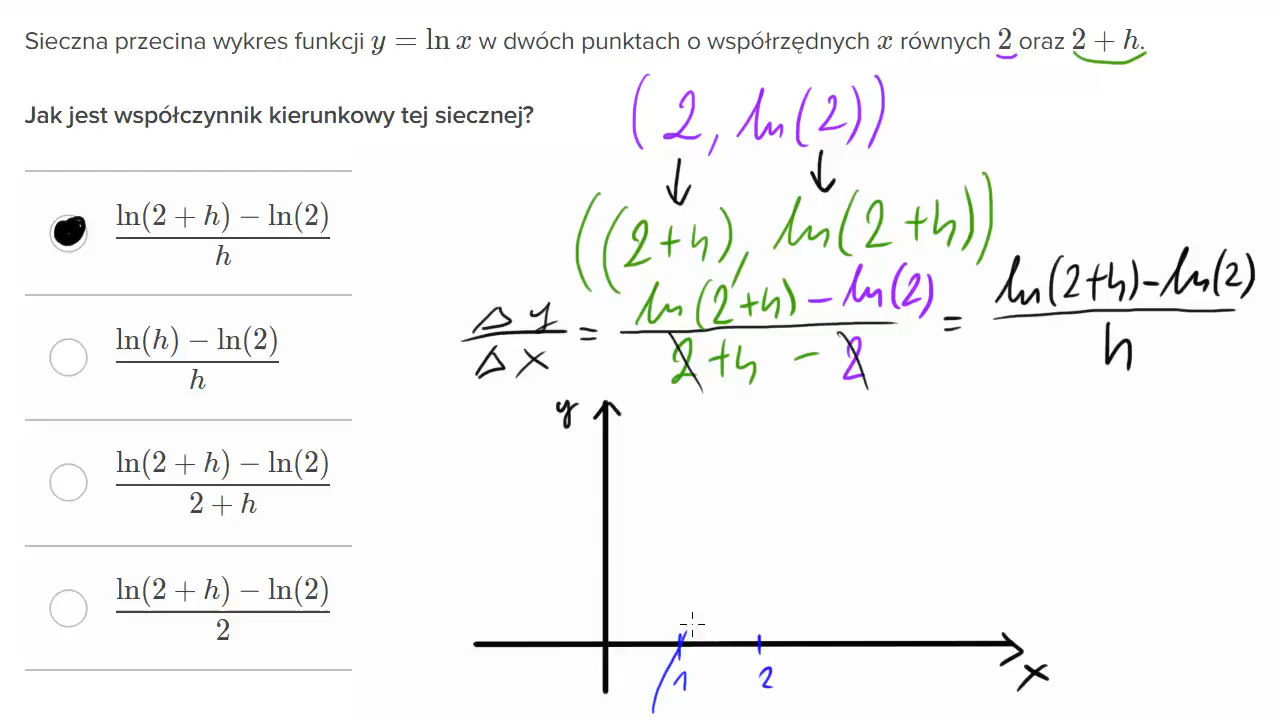 Sieczna przecina wykres funkcji y = ln x w dwóch punktach o współrzędnych x równych 2 oraz 2 + h.
Jak jest współczynnik kierunkowy tej siecznej?
ln(2 + h) − ln(2)
h
ln(h) − ln(2)
h
ln(2 + h) − ln(2)
2 + h
ln(2 + h) − ln(2)
2
(2, ln(2))
((2+h), ln(2+h))
Δy/Δx = ln(2+h) − ln(2)/2+h − 2 = ln(2+h)−ln(2)/h
y
1 2
x